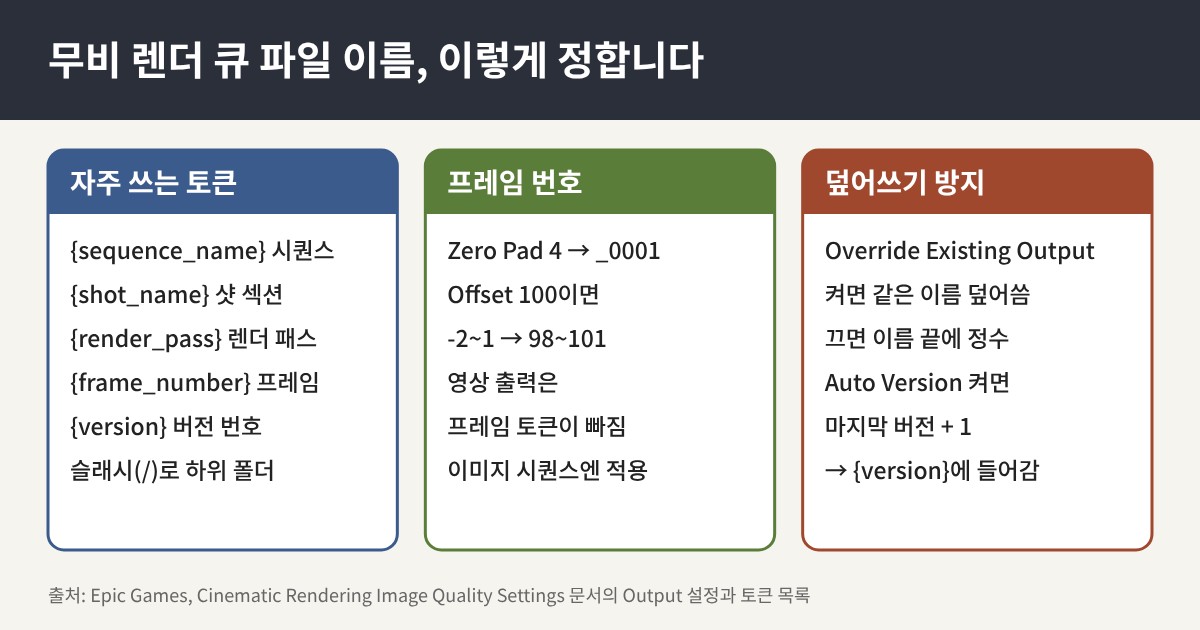 무비 렌더 큐 파일 이름, 이렇게 정합니다
자주 쓰는 토큰
{sequence_name} 시퀀스
{shot_name} 샷 섹션
{render_pass} 렌더 패스
{frame_number} 프레임
{version} 버전 번호
슬래시(/)로 하위 폴더
프레임 번호
Zero Pad 4 → _0001
Offset 100이면
-2~1 → 98~101
영상 출력은
프레임 토큰이 빠짐
이미지 시퀀스엔 적용
덮어쓰기 방지
Override Existing Output
켜면 같은 이름 덮어씀
끄면 이름 끝에 정수
Auto Version 켜면
마지막 버전 + 1
→ {version}에 들어감
출처: Epic Games, Cinematic Rendering Image Quality Settings 문서의 Output 설정과 토큰 목록